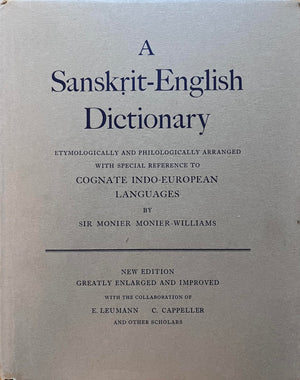 A
Sanskṛit-English
Dictionary
ETYMOLOGICALLY AND PHILOLOGICALLY ARRANGED
WITH SPECIAL REFERENCE TO
COGNATE INDO-EUROPEAN
LANGUAGES
BY
SIR MONIER MONIER-WILLIAMS
NEW EDITION
GREATLY ENLARGED AND IMPROVED
WITH THE COLLABORATION OF
E. LEUMANN C. CAPPELLER
AND OTHER SCHOLARS